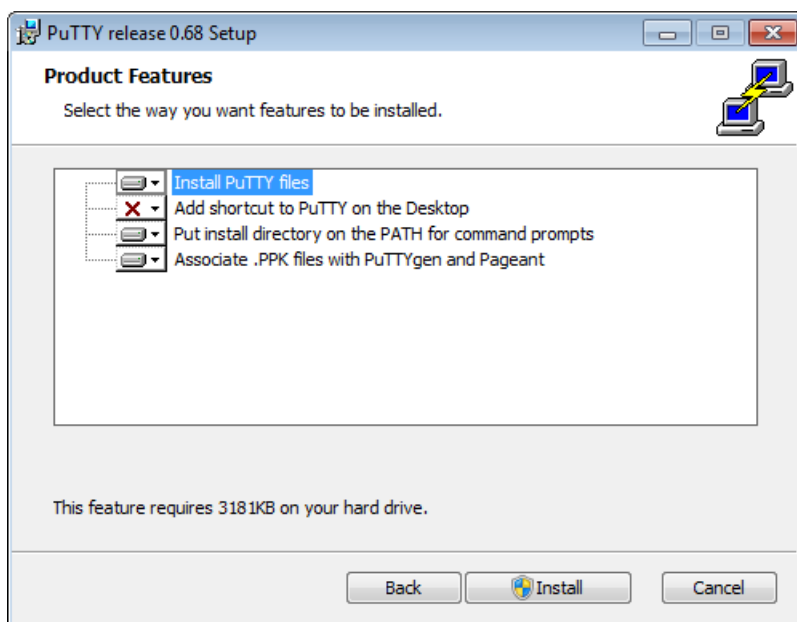 PuTTY release 0.68 Setup
Product Features
Select the way you want features to be installed.
Install PuTTY files
Add shortcut to PuTTY on the Desktop
Put install directory on the PATH for command prompts
Associate .PPK files with PuTTYgen and Pageant
This feature requires 3181KB on your hard drive.
Back Install Cancel